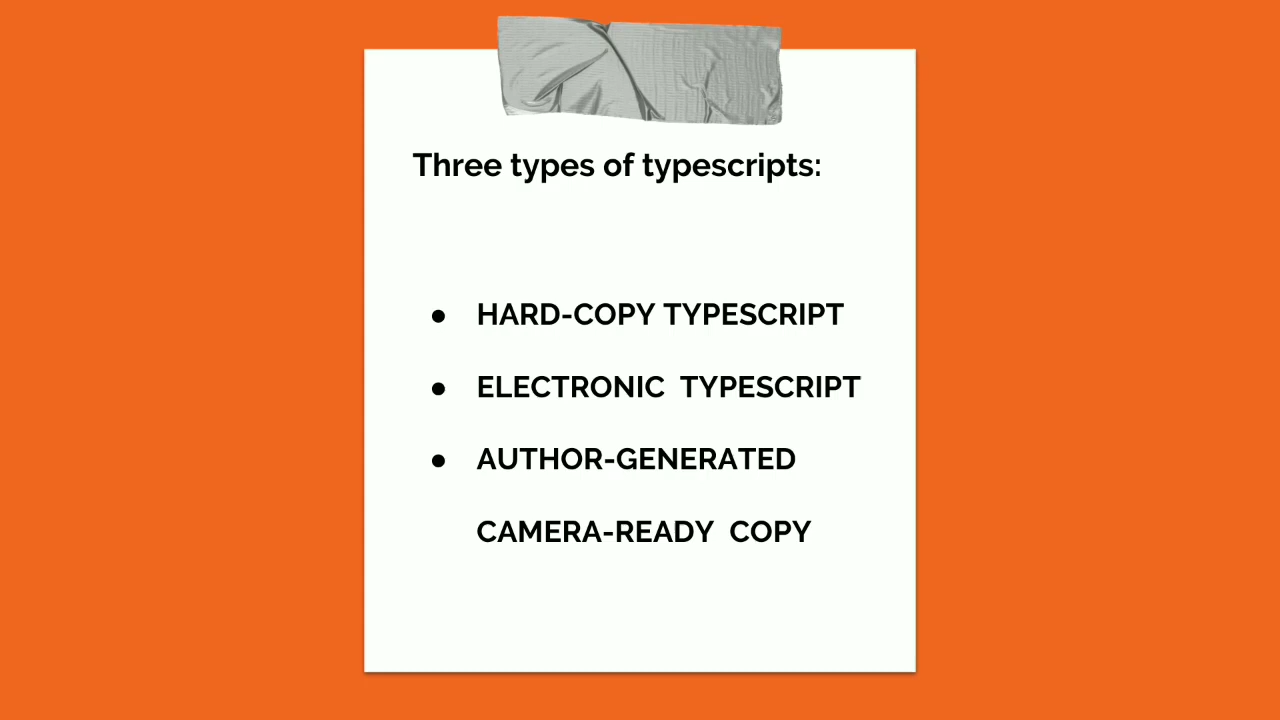 Three types of typescripts:
● HARD-COPY TYPESCRIPT
● ELECTRONIC TYPESCRIPT
● AUTHOR-GENERATED
CAMERA-READY COPY